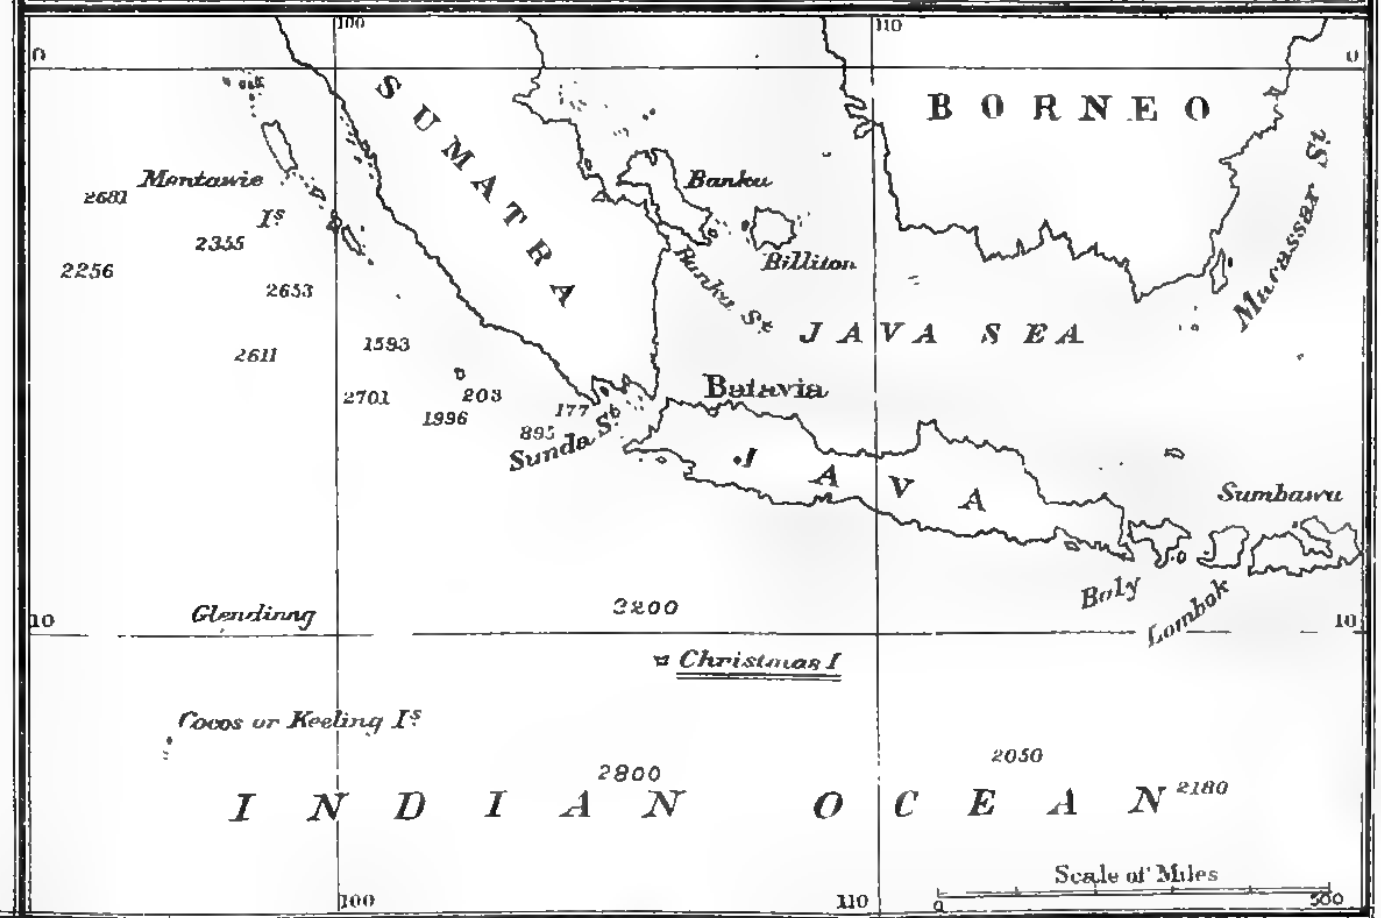 100
110
0
0
SUMATRA
BORNEO
Macassar St
Banka
Mentawie
Is
2681
2355
2256
2653
Billiton
Banka St
JAVA SEA
2611
1593
2701
203
1996
177
895
Sunda St
Batavia
JAVA
Sumbawa
Baly
Lombok
Glending
3200
10
10
Christmas I
Cocos or Keeling Is
2050
2800
2180
INDIAN OCEAN
Scale of Miles
0
500
100
110